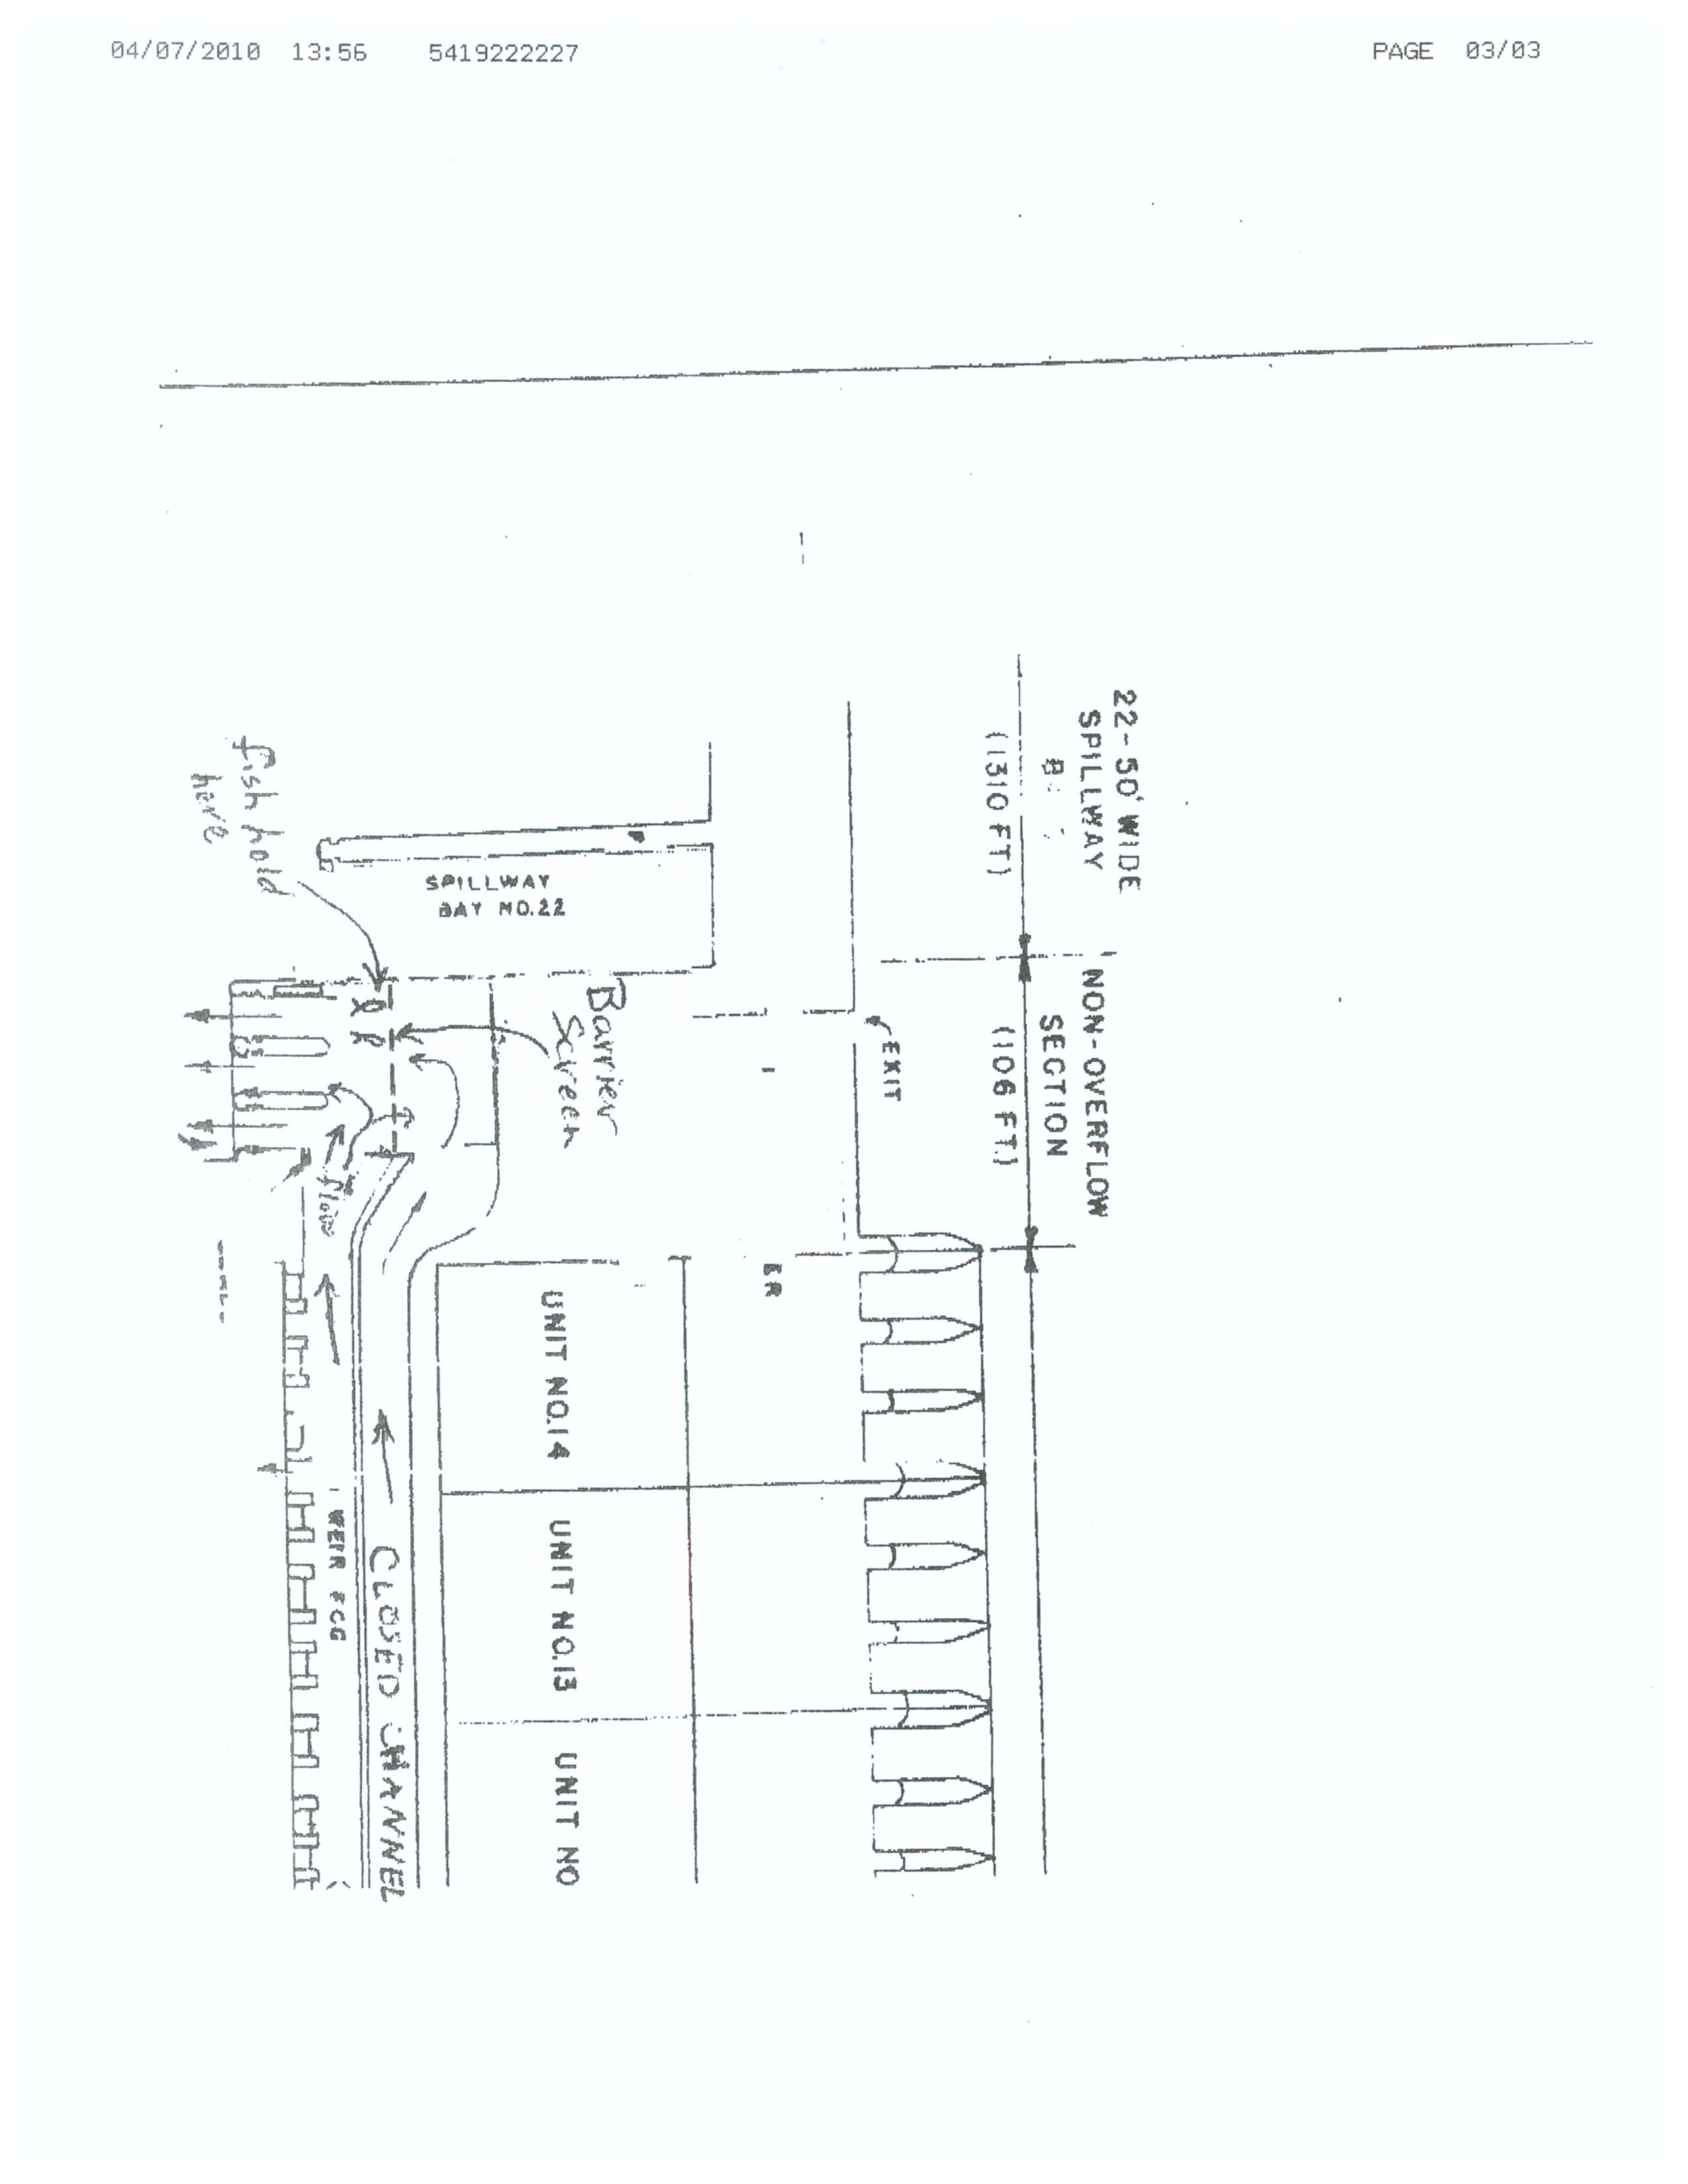 04/07/2010 13:56 5419222227 PAGE 03/03
22-50' WIDE
SPILLWAY
(1310 FT)
NON-OVERFLOW
SECTION
(106 FT.)
EXIT
SPILLWAY
BAY NO.22
Barrier
Screen
fish hold
here
flow
ER
UNIT NO.14
UNIT NO.13
UNIT NO
CLOSED CHANNEL